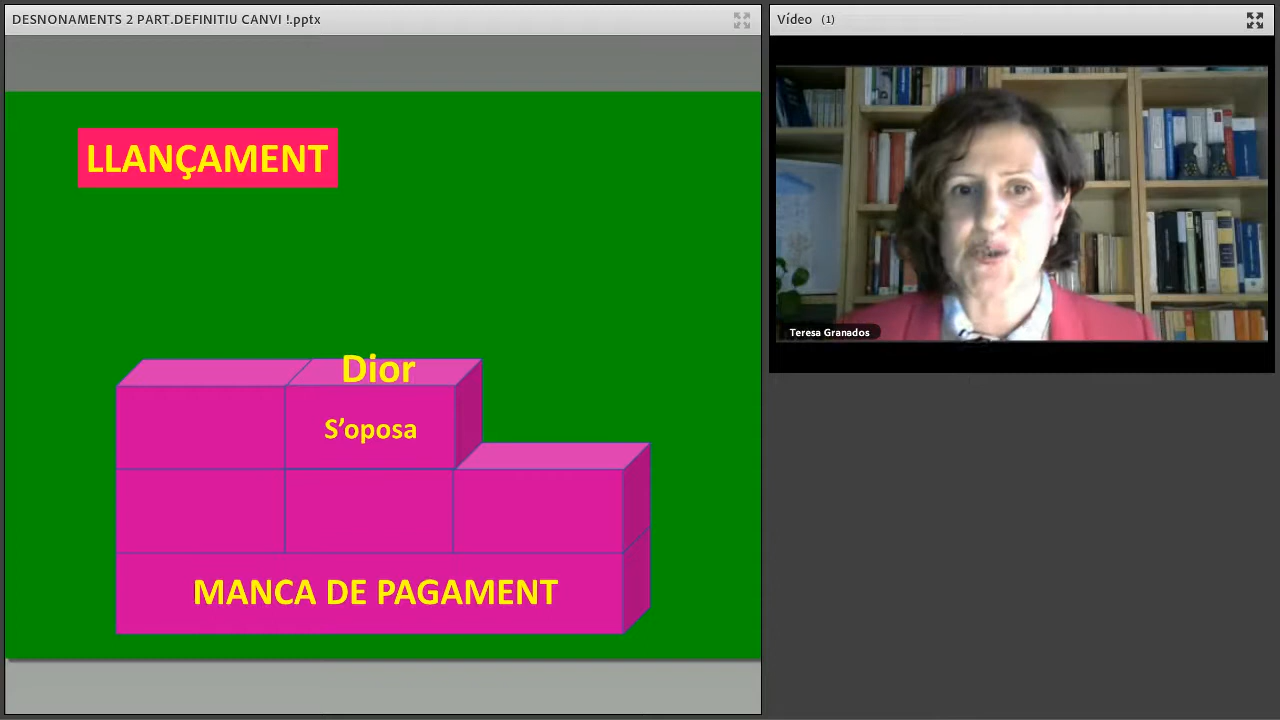 DESNONAMENTS 2 PART.DEFINITIU CANVI !.pptx
Vídeo (1)
LLANÇAMENT
Teresa Granados
Dior
S’oposa
MANCA DE PAGAMENT